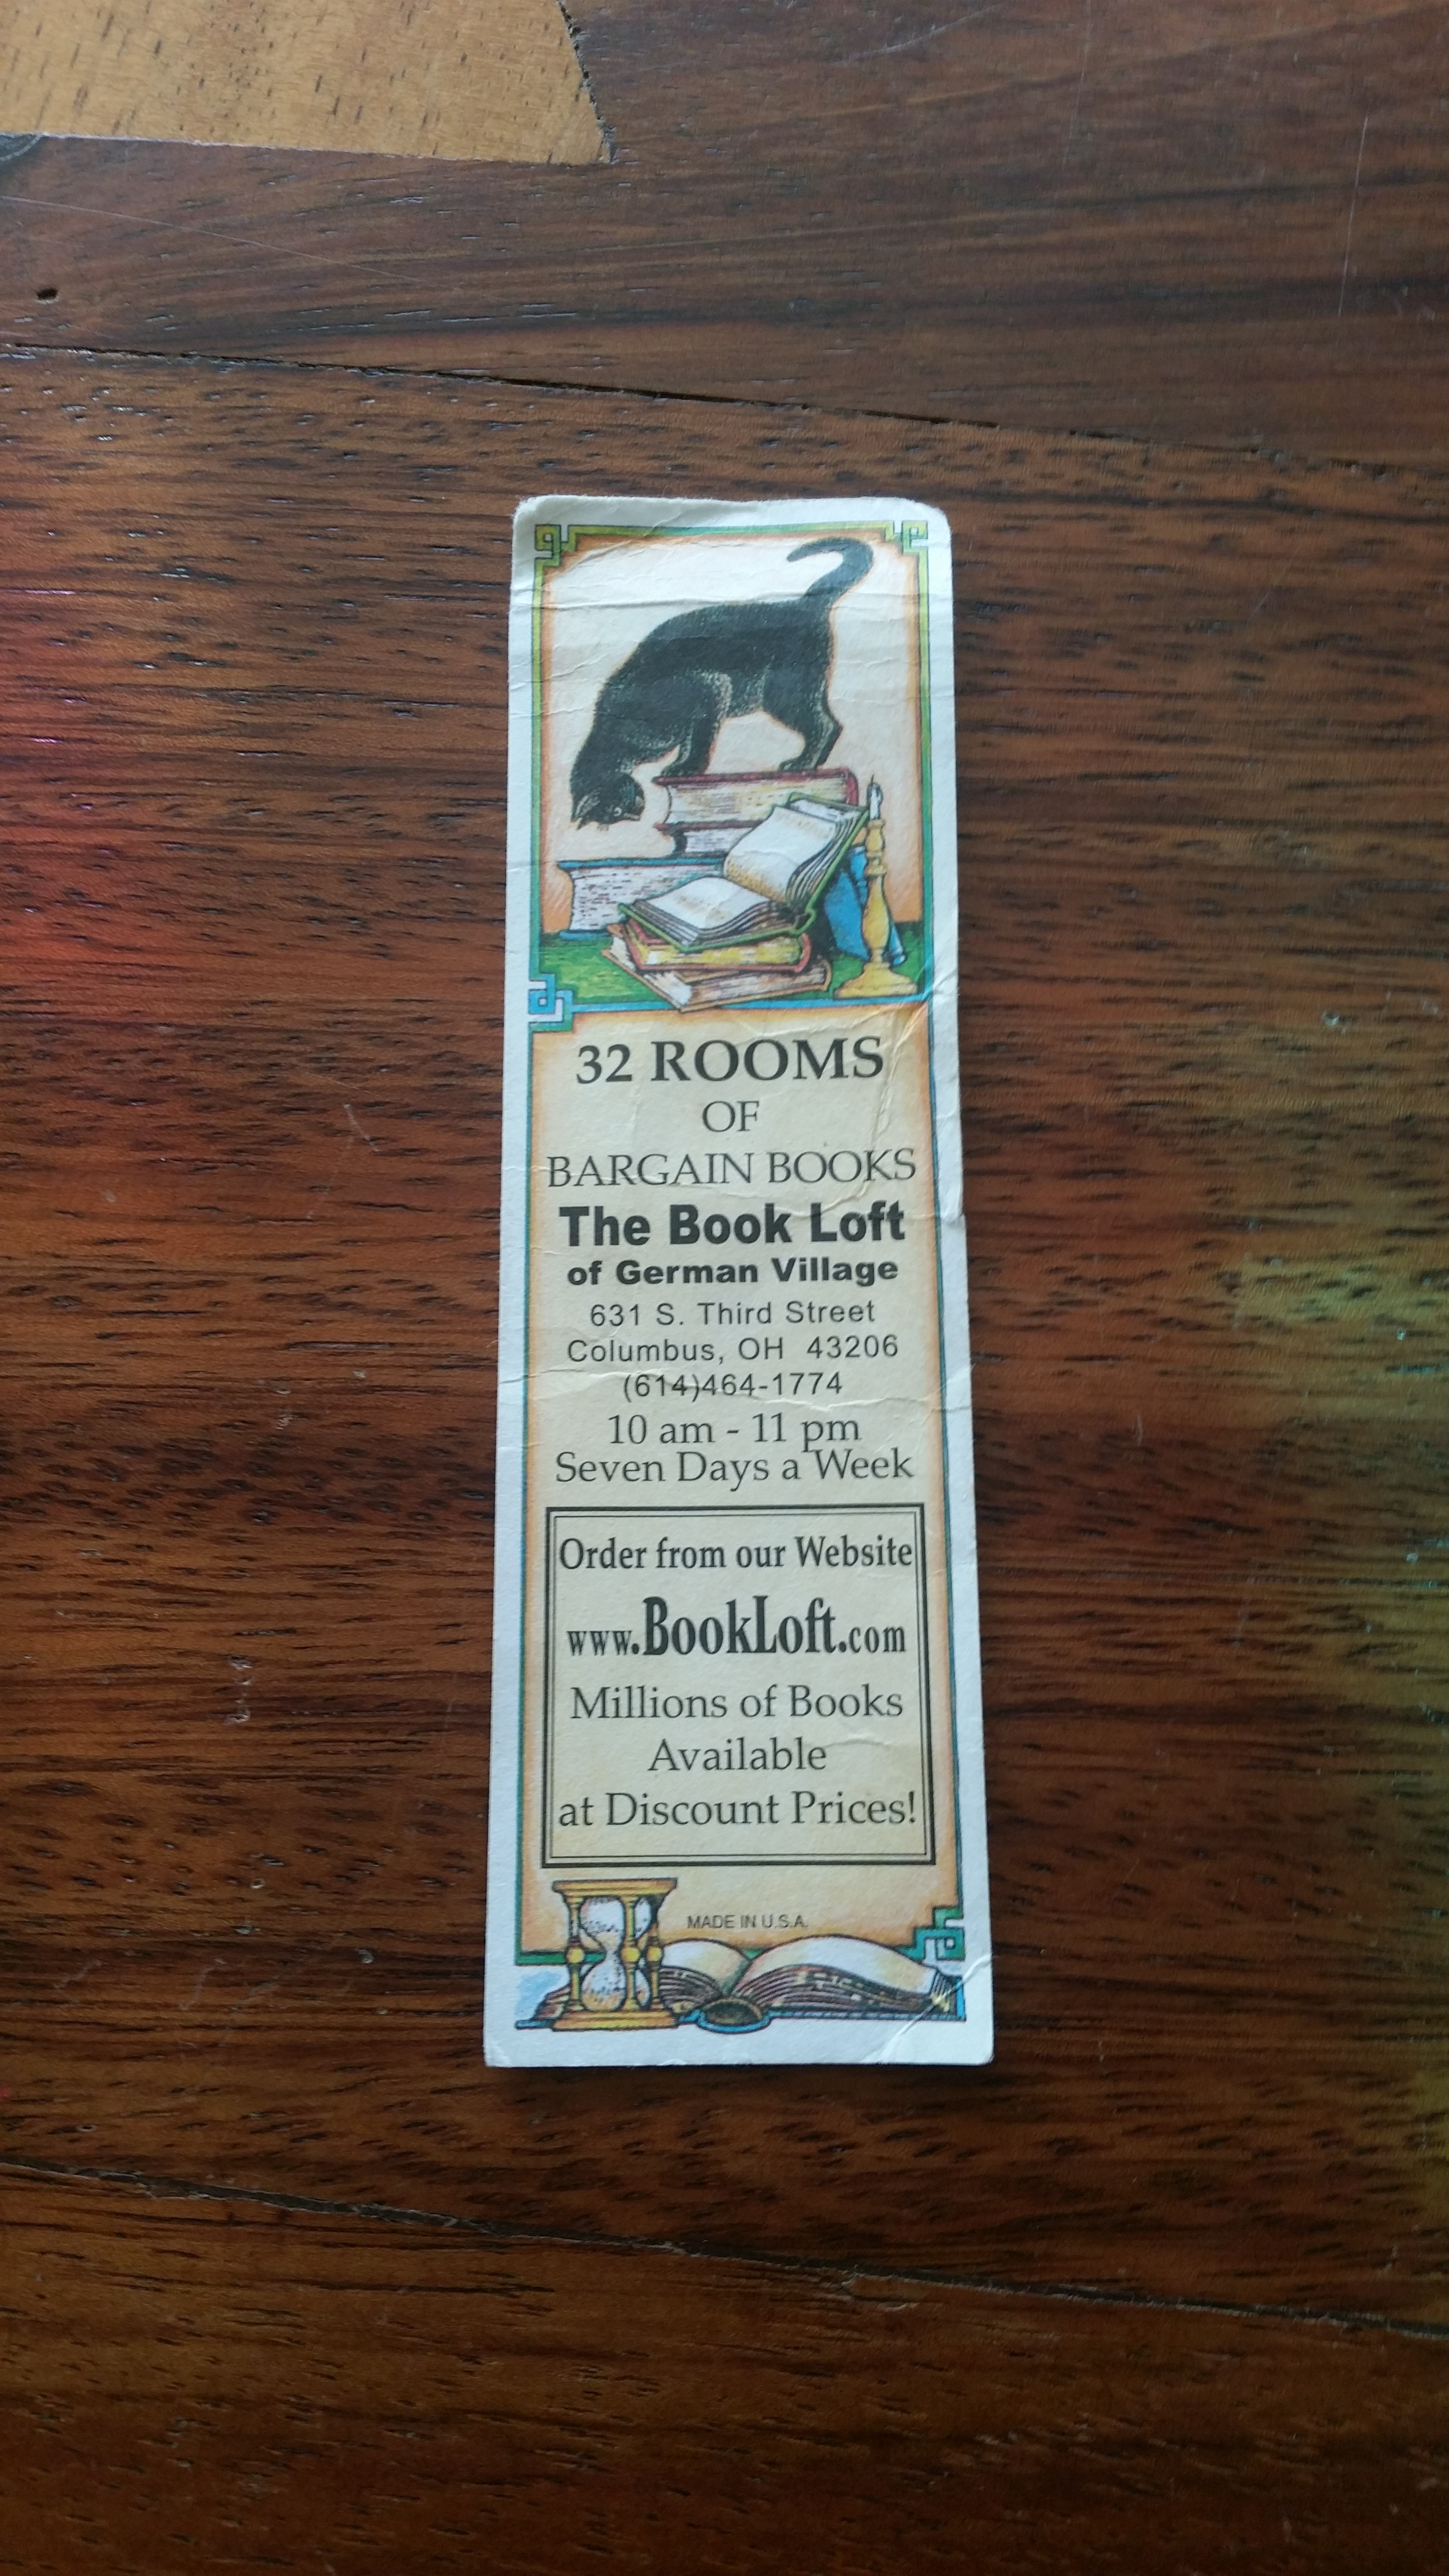 32 ROOMS
OF
BARGAIN BOOKS
The Book Loft
of German Village
631 S. Third Street
Columbus, OH 43206
(614)464-1774
10 am - 11 pm
Seven Days a Week
Order from our Website
www.BookLoft.com
Millions of Books
Available
at Discount Prices!
MADE IN U.S.A.